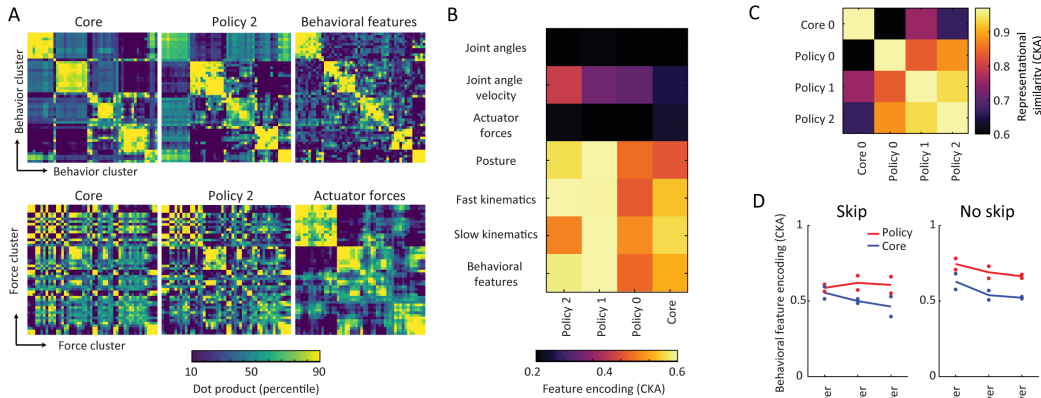 A
Core
Policy 2
Behavioral features
Behavior cluster
Behavior cluster
Core
Policy 2
Actuator forces
Force cluster
Force cluster
10 50 90
Dot product (percentile)
B
Joint angles
Joint angle
velocity
Actuator
forces
Posture
Fast kinematics
Slow kinematics
Behavioral
features
Policy 2
Policy 1
Policy 0
Core
0.2 0.6
Feature encoding (CKA)
C
Core 0
Policy 0
Policy 1
Policy 2
Core 0
Policy 0
Policy 1
Policy 2
0.9
0.8
0.7
0.6
Representational
similarity (CKA)
D
Skip
No skip
Behavioral feature encoding (CKA)
1
0.5
0
Policy
Core
1
0.5
0